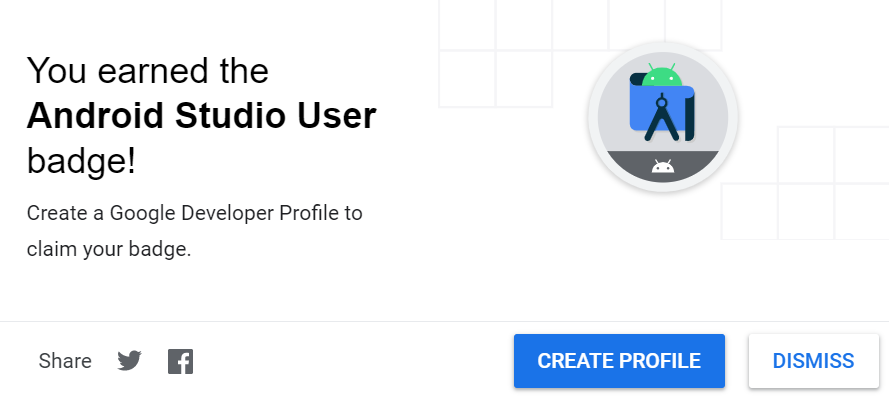 You earned the
Android Studio User
badge!
Create a Google Developer Profile to
claim your badge.
Share
CREATE PROFILE
DISMISS